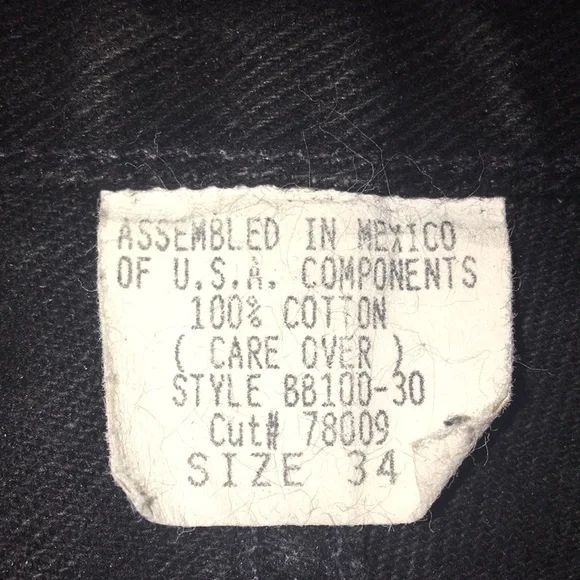 ASSEMBLED IN MEXICO
OF U.S.A. COMPONENTS
100% COTTON
( CARE OVER )
STYLE BB100-30
Cut# 78009
SIZE 34